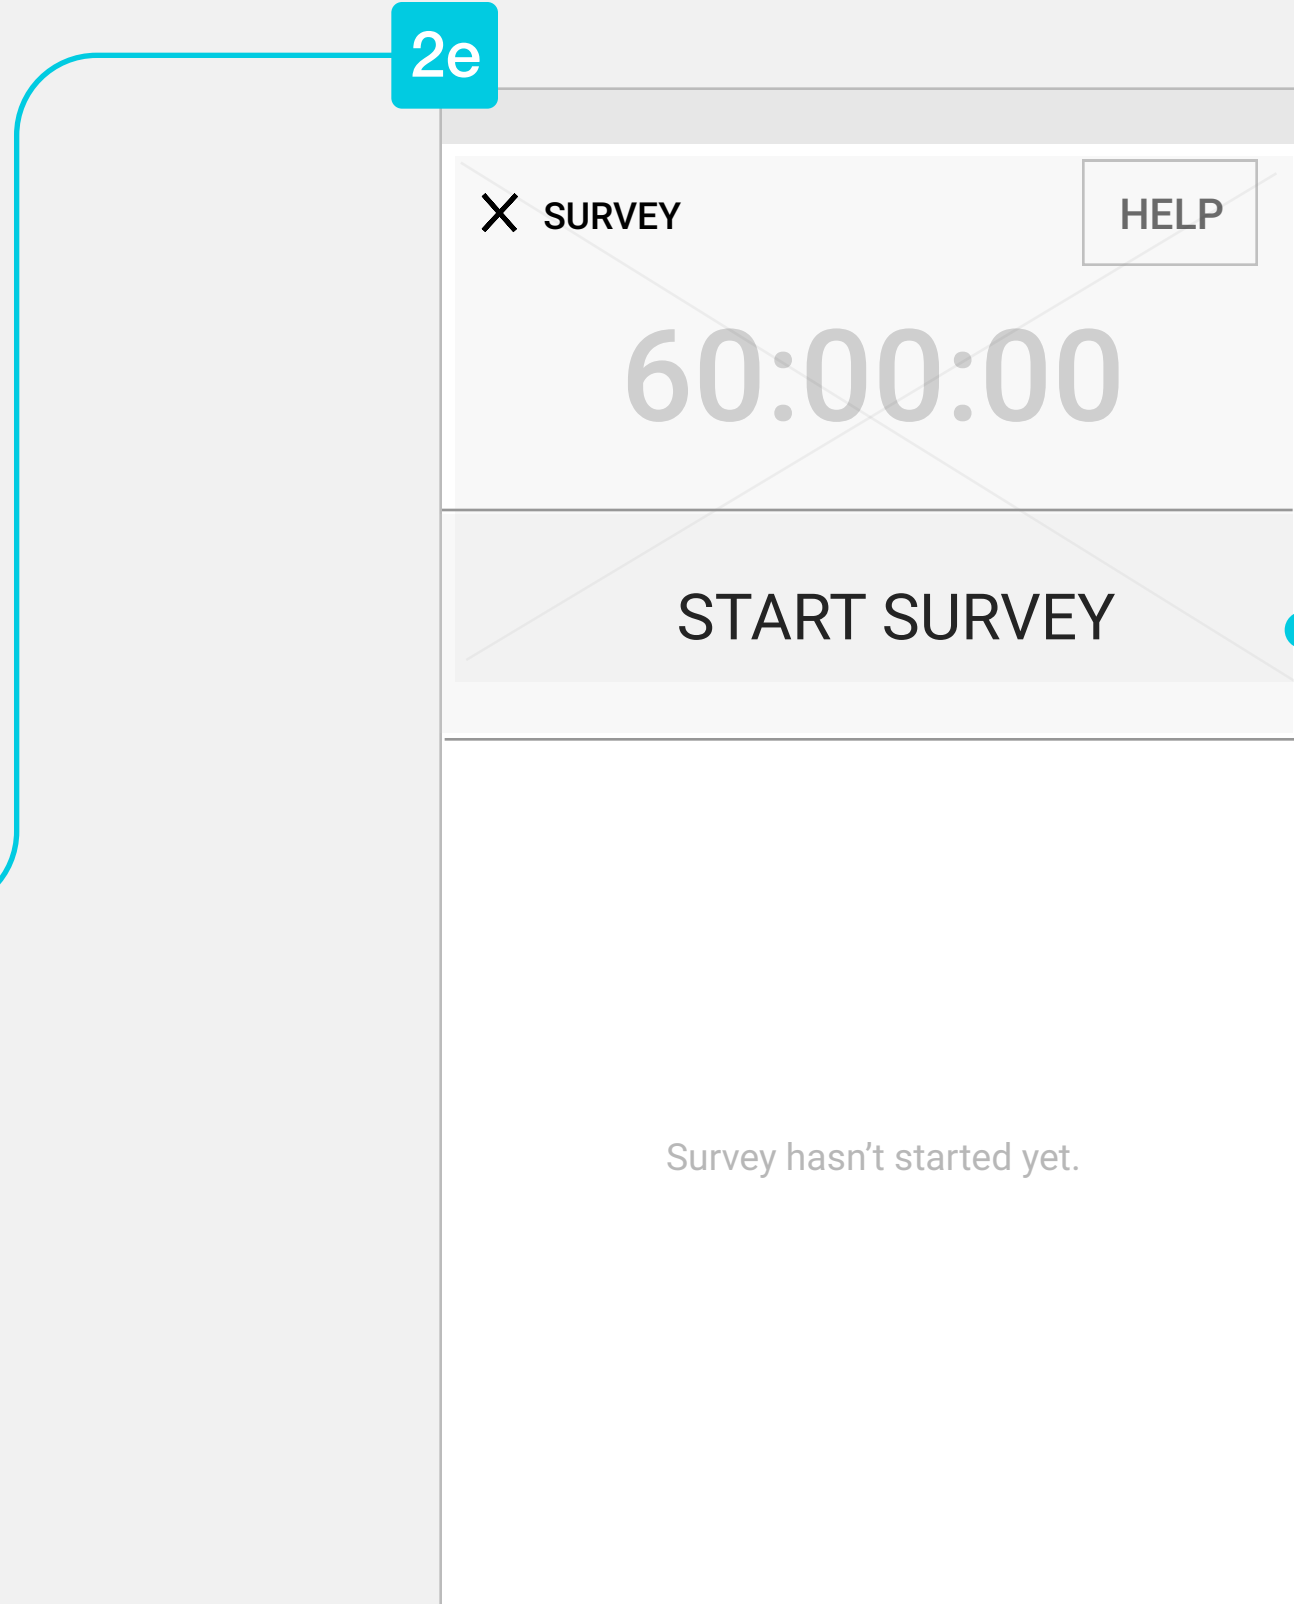 2e
SURVEY
HELP
60:00:00
START SURVEY
Survey hasn’t started yet.